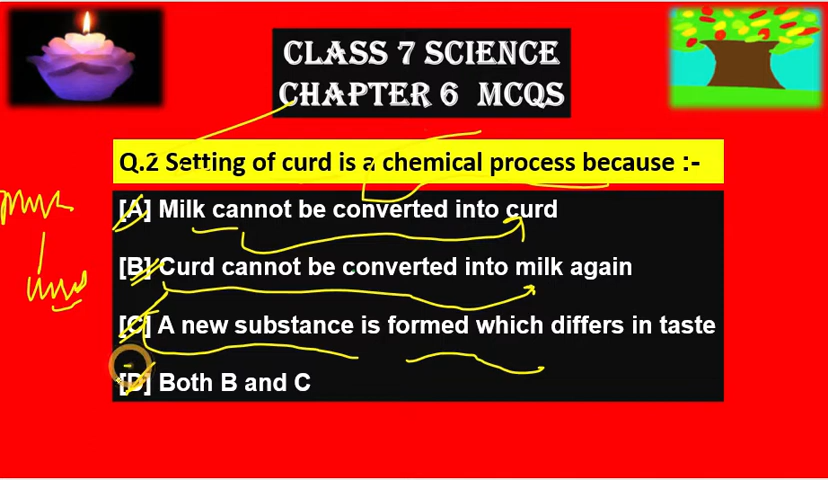 CLASS 7 SCIENCE
CHAPTER 6 MCQS
Q.2 Setting of curd is a chemical process because :-
[A] Milk cannot be converted into curd
[B] Curd cannot be converted into milk again
[C] A new substance is formed which differs in taste
[D] Both B and C